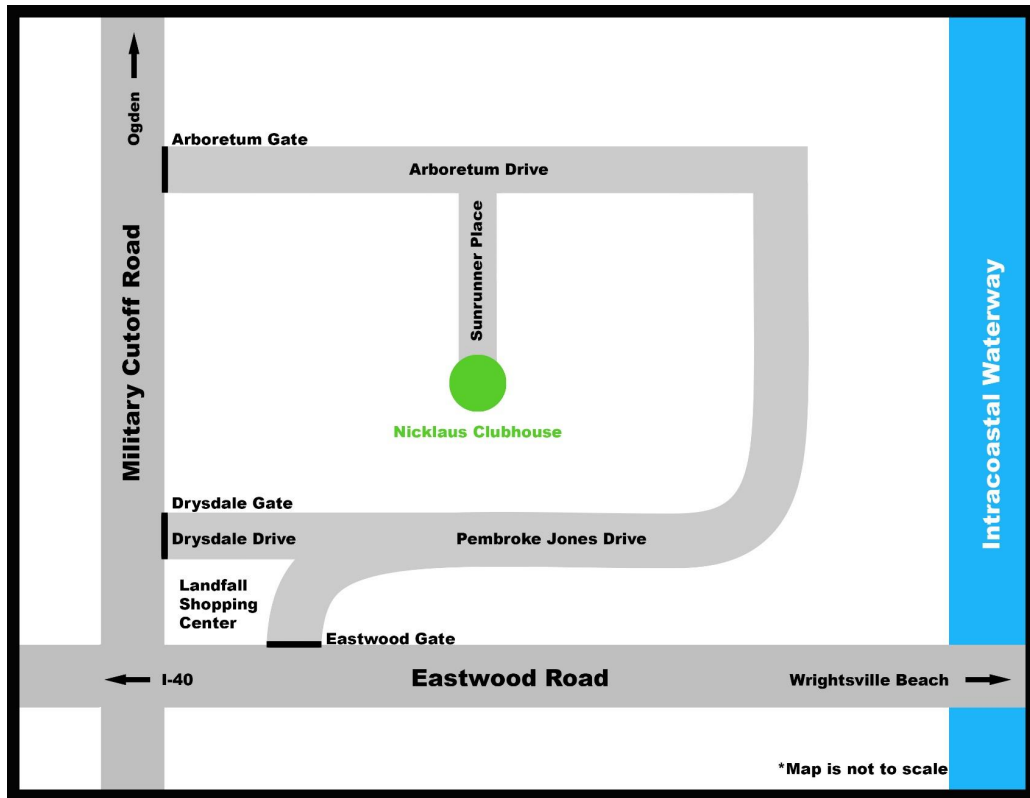 Ogden
Arboretum Gate
Arboretum Drive
Sunrunner Place
Military Cutoff Road
Intracoastal Waterway
Nicklaus Clubhouse
Drysdale Gate
Drysdale Drive
Pembroke Jones Drive
Landfall
Shopping
Center
Eastwood Gate
I-40
Eastwood Road
Wrightsville Beach
*Map is not to scale